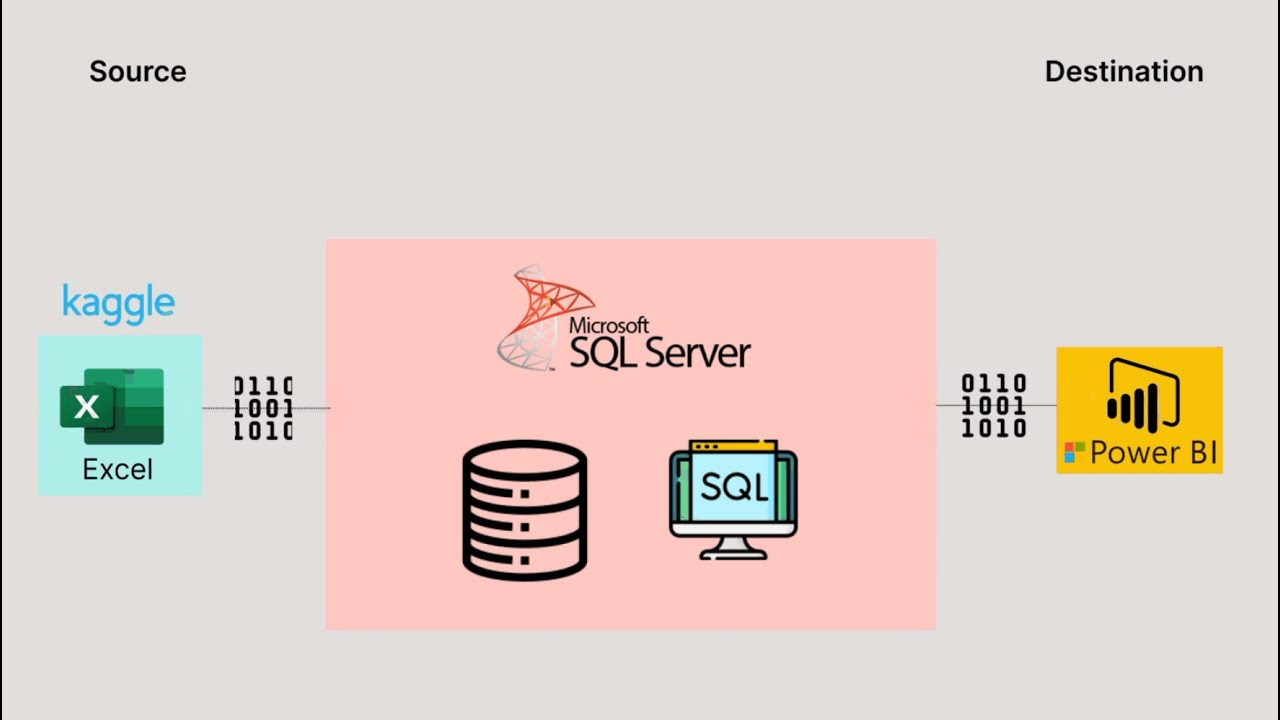 Source
Destination
kaggle
X
Excel
0110
1001
1010
Microsoft
SQL Server
SQL
0110
1001
1010
Power BI